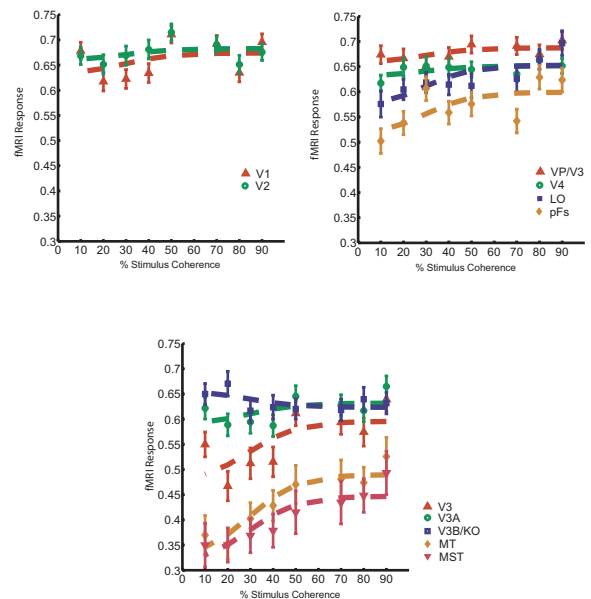 0.75
0.7
0.65
0.6
0.55
0.5
0.45
0.4
0.35
0.3
fMRI Response
V1
V2
0 10 20 30 40 50 60 70 80 90
% Stimulus Coherence
0.75
0.7
0.65
0.6
0.55
0.5
0.45
0.4
0.35
0.3
fMRI Response
VP/V3
V4
LO
pFs
0 10 20 30 40 50 60 70 80 90
% Stimulus Coherence
0.75
0.7
0.65
0.6
0.55
0.5
0.45
0.4
0.35
0.3
fMRI Response
V3
V3A
V3B/KO
MT
MST
0 10 20 30 40 50 60 70 80 90
% Stimulus Coherence